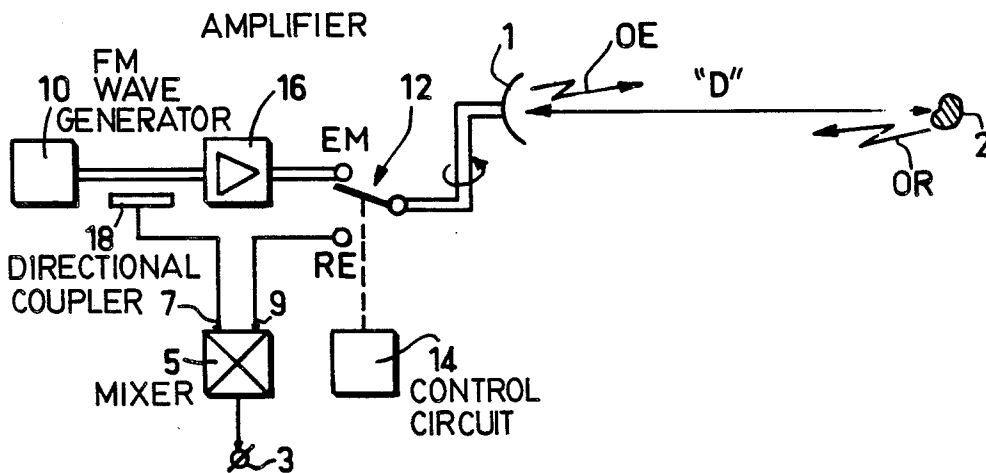 AMPLIFIER
FM
WAVE
GENERATOR
10
16
EM
12
1
OE
"D"
2
OR
18
RE
DIRECTIONAL
COUPLER
7
9
5
MIXER
14
CONTROL
CIRCUIT
3